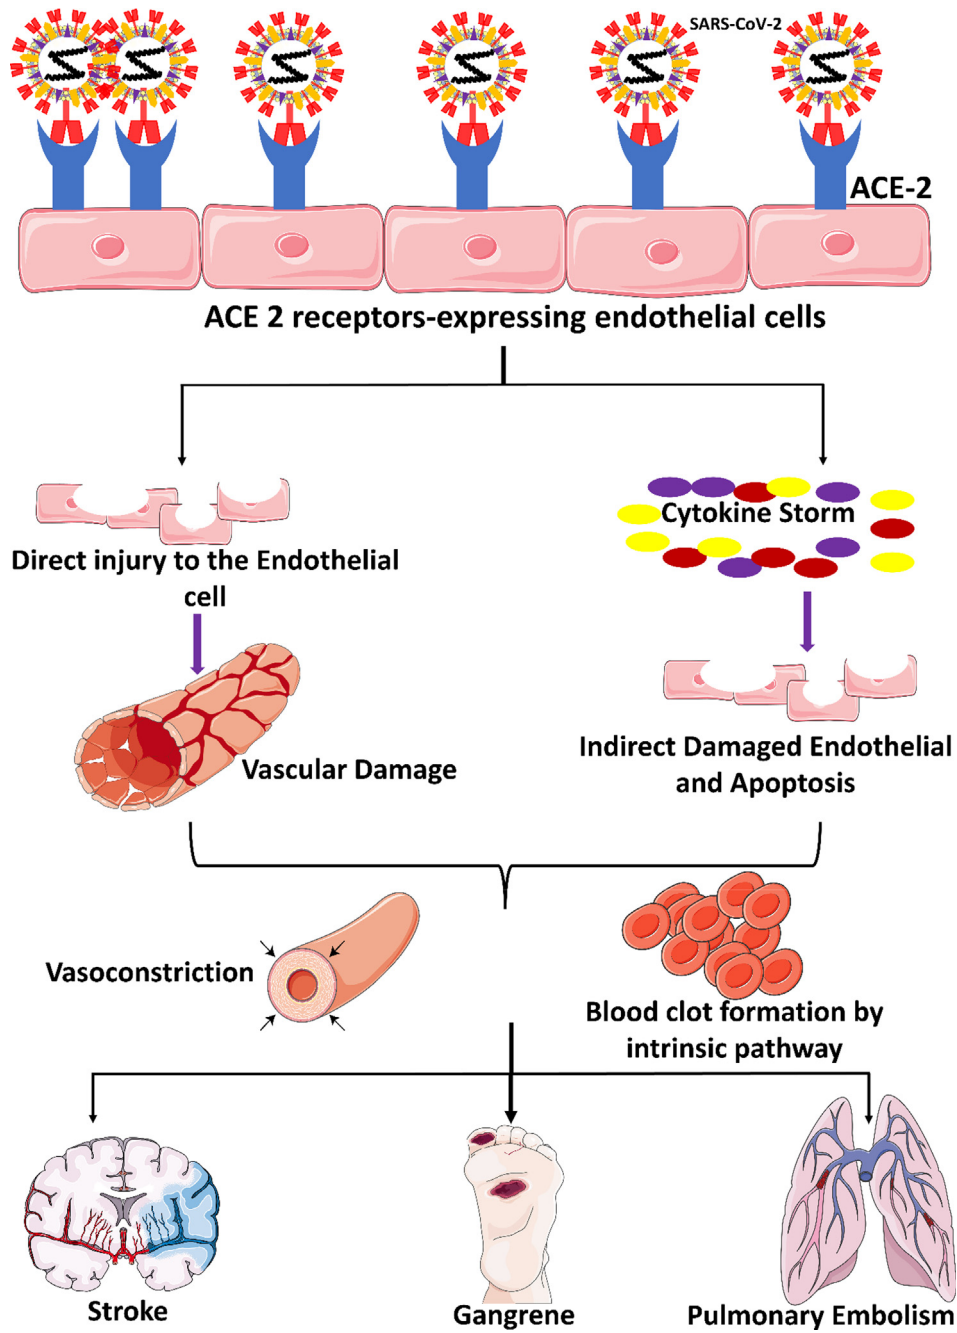 SARS-CoV-2
ACE-2
ACE 2 receptors-expressing endothelial cells
Direct injury to the Endothelial
cell
Cytokine Storm
Vascular Damage
Indirect Damaged Endothelial
and Apoptosis
Vasoconstriction
Blood clot formation by
intrinsic pathway
Stroke
Gangrene
Pulmonary Embolism